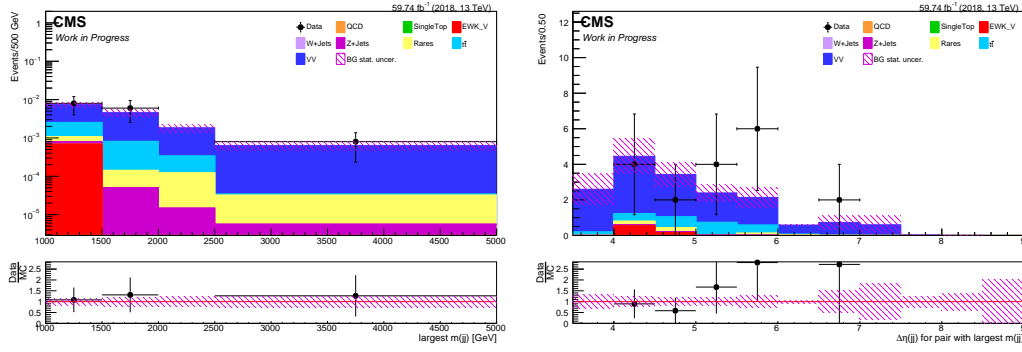 59.74 fb⁻¹ (2018, 13 TeV)
CMS
Work in Progress
Data
QCD
SingleTop
EWK_V
W+Jets
Z+Jets
Rares
tt̄
VV
BG stat. uncer.
Events/500 GeV
1
10⁻¹
10⁻²
10⁻³
10⁻⁴
10⁻⁵
1000 1500 2000 2500 3000 3500 4000 4500 5000
Data
MC
2.5
2
1.5
1
0.5
0
1000 1500 2000 2500 3000 3500 4000 4500 5000
largest m(jj) [GeV]
59.74 fb⁻¹ (2018, 13 TeV)
CMS
Work in Progress
Data
QCD
SingleTop
EWK_V
W+Jets
Z+Jets
Rares
tt̄
VV
BG stat. uncer.
Events/0.50
12
10
8
6
4
2
0
4 5 6 7 8 9
Data
MC
2.5
2
1.5
1
0.5
0
4 5 6 7 8 9
Δη(jj) for pair with largest m(jj)